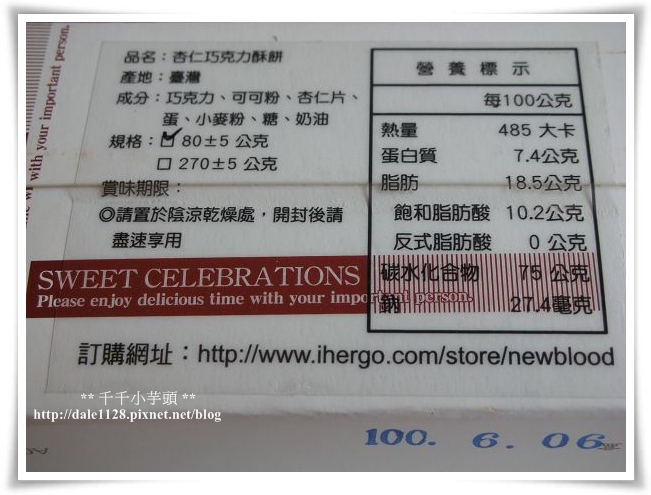 品名：杏仁巧克力酥餅
產地：臺灣
成分：巧克力、可可粉、杏仁片、
蛋、小麥粉、糖、奶油
規格：☑ 80±5 公克
□ 270±5 公克
賞味期限：
◎請置於陰涼乾燥處，開封後請
盡速享用
營養標示
每100公克
熱量 485 大卡
蛋白質 7.4公克
脂肪 18.5公克
飽和脂肪酸 10.2公克
反式脂肪酸 0 公克
碳水化合物 75 公克
鈉 27.4毫克
SWEET CELEBRATIONS
Please enjoy delicious time with your important person.
訂購網址：http://www.ihergo.com/store/newblood
** 千千小芋頭 **
http://dale1128.pixnet.net/blog
100. 6. 06
with your important person.